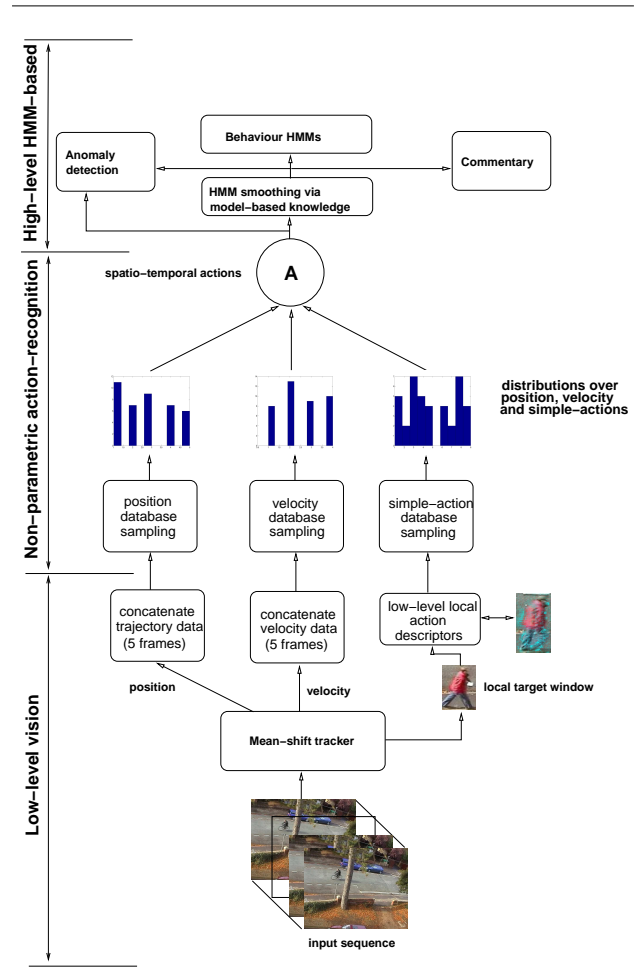 High−level HMM−based
Behaviour HMMs
Anomaly
detection
Commentary
HMM smoothing via
model−based knowledge
spatio−temporal actions
A
Non−parametric action−recognition
distributions over
position, velocity
and simple−actions
position
database
sampling
velocity
database
sampling
simple−action
database
sampling
Low−level vision
concatenate
trajectory data
(5 frames)
concatenate
velocity data
(5 frames)
low−level local
action
descriptors
position
velocity
local target window
Mean−shift tracker
input sequence